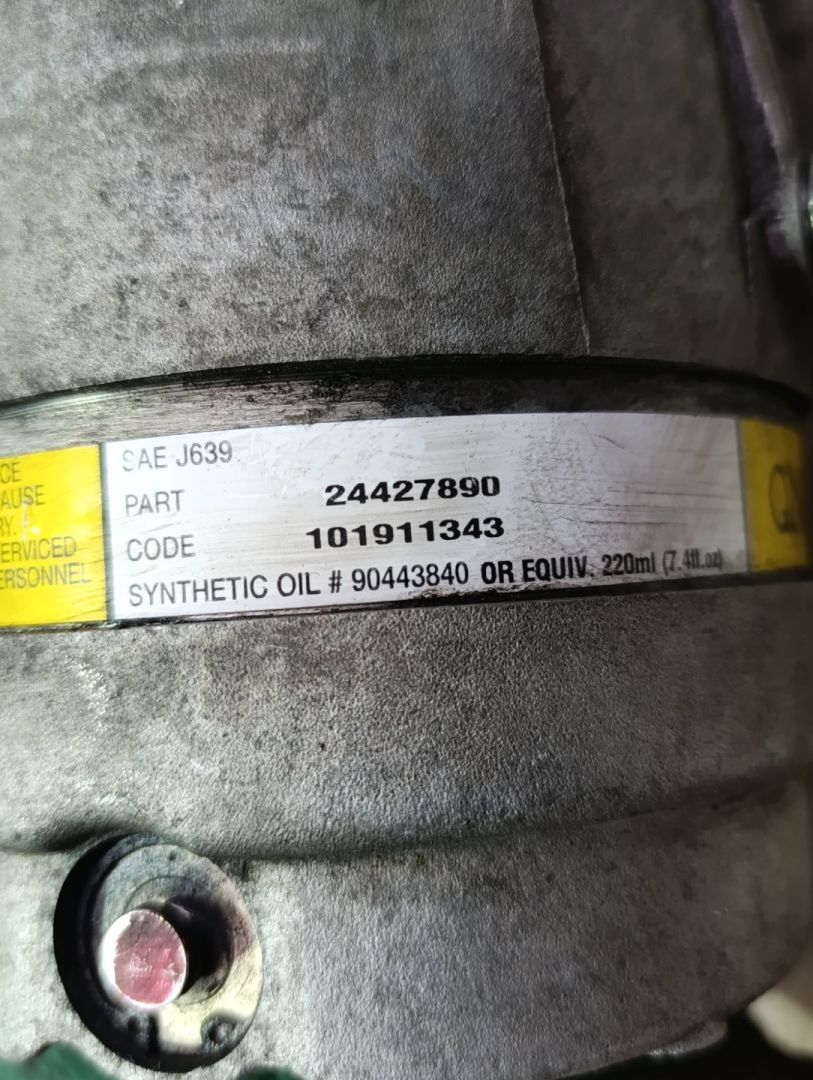 CE
AUSE
RY.
ERVICED
ERSONNEL
SAE J639
PART 24427890
CODE 101911343
SYNTHETIC OIL # 90443840 OR EQUIV. 220ml (7.4fl.oz)